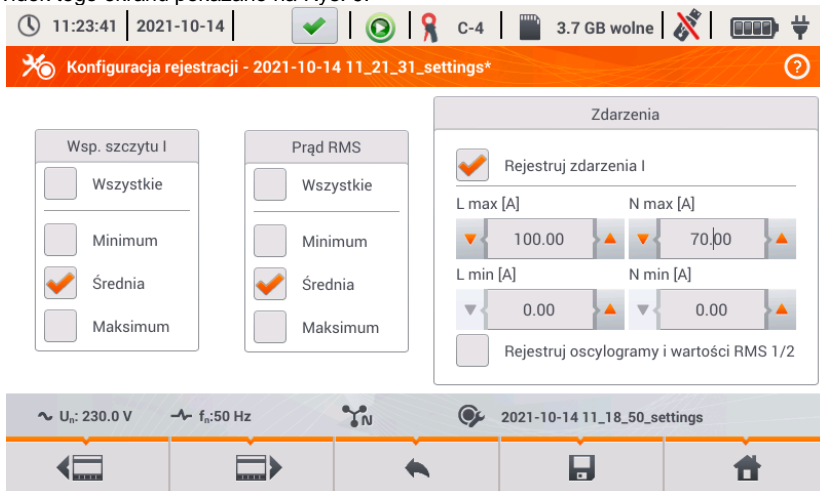 11:23:41 2021-10-14 C-4 3.7 GB wolne
Konfiguracja rejestracji - 2021-10-14 11_21_31_settings*
?
Wsp. szczytu I
Wszystkie
Minimum
Średnia
Maksimum
Prąd RMS
Wszystkie
Minimum
Średnia
Maksimum
Zdarzenia
Rejestruj zdarzenia I
L max [A] N max [A]
100.00 70.00
L min [A] N min [A]
0.00 0.00
Rejestruj oscylogramy i wartości RMS 1/2
Un: 230.0 V fn:50 Hz N 2021-10-14 11_18_50_settings